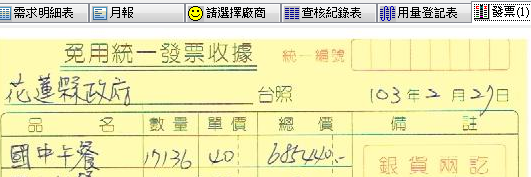 需求明細表 月報 請選擇廠商 查核紀錄表 用量登記表 發票(1)
免用統一發票收據 統一編號
花蓮縣政府 台照 103年2月27日
品名 數量 單價 總價 備註
國中午餐 17136 40 685440.-
銀貨兩訖